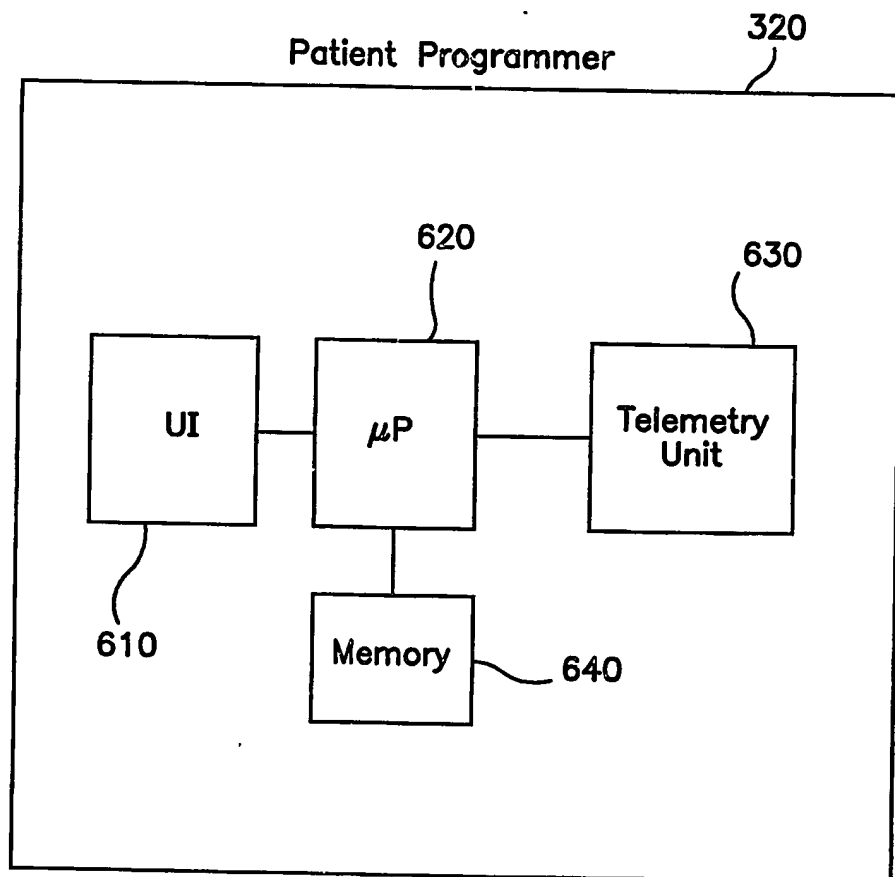 320
Patient Programmer
620
630
UI
μP
Telemetry
Unit
610
Memory
640